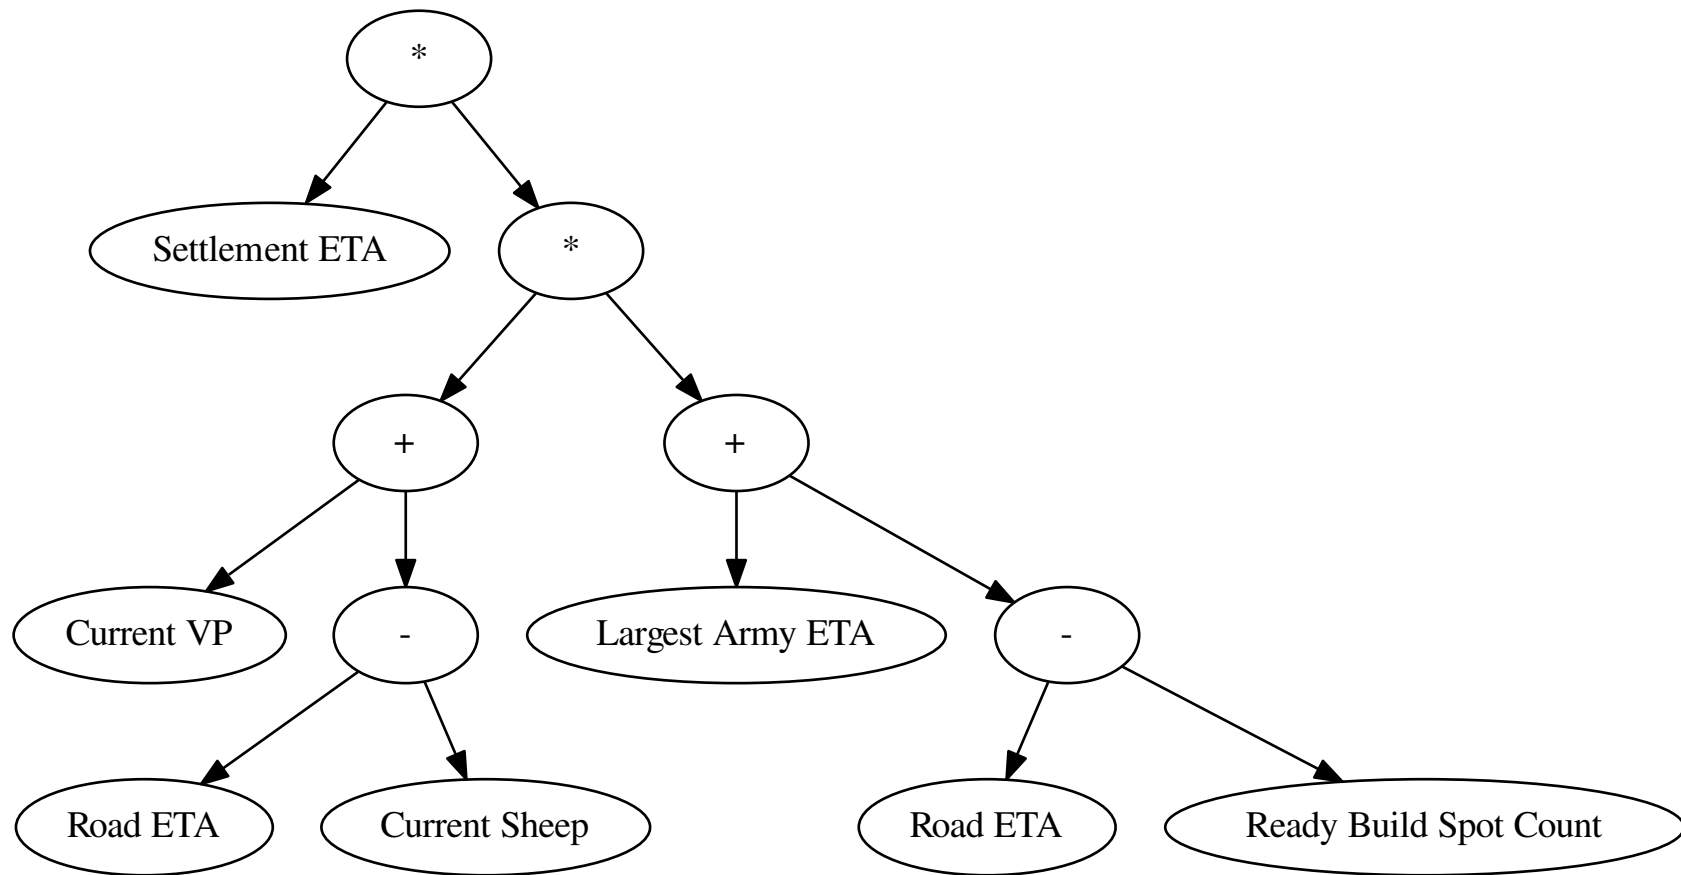 *
Settlement ETA
*
+
+
Current VP
-
Largest Army ETA
-
Road ETA
Current Sheep
Road ETA
Ready Build Spot Count